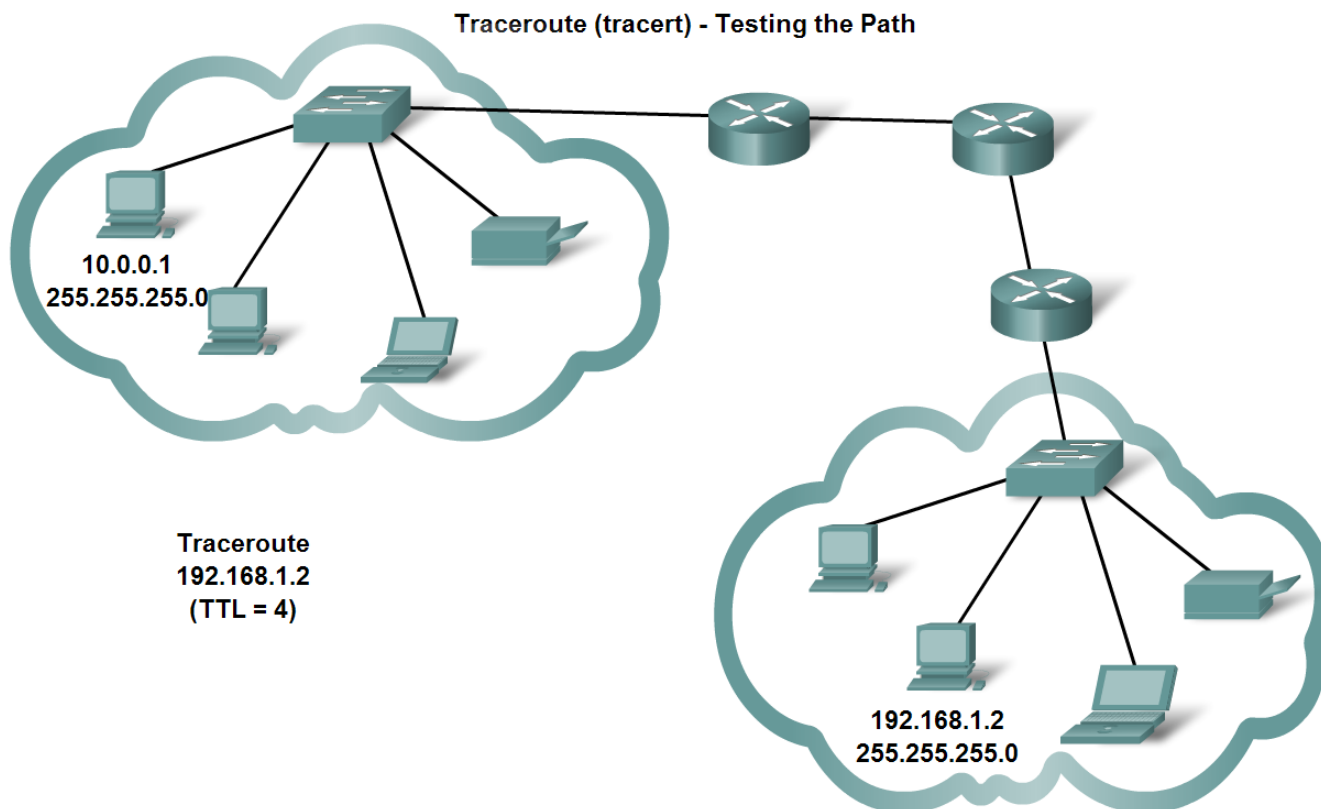 Traceroute (tracert) - Testing the Path
10.0.0.1
255.255.255.0
Traceroute
192.168.1.2
(TTL = 4)
192.168.1.2
255.255.255.0